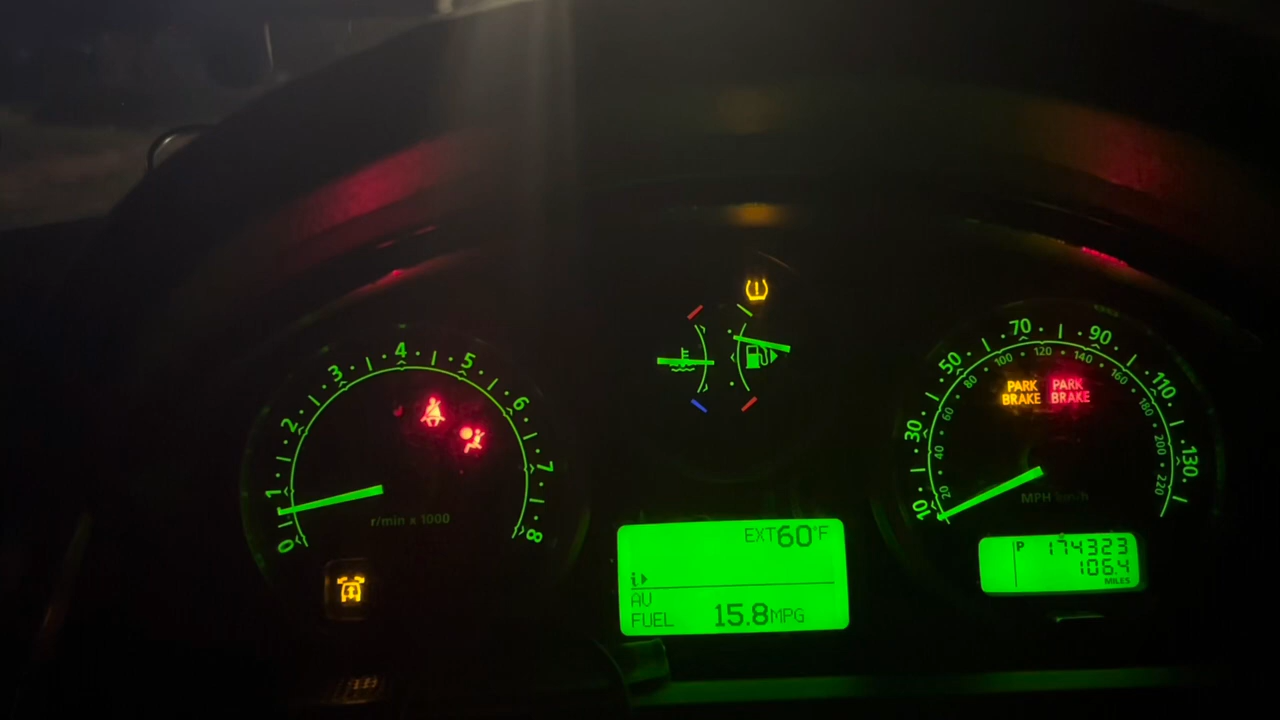 0
1
2
3
4
5
6
7
8
r/min x 1000
10
30
50
70
90
110
130
20
40
60
80
100
120
140
160
180
200
220
PARK BRAKE
PARK BRAKE
MPH km/h
EXT 60°F
i
AV
FUEL 15.8 MPG
P 174323
106.4
MILES